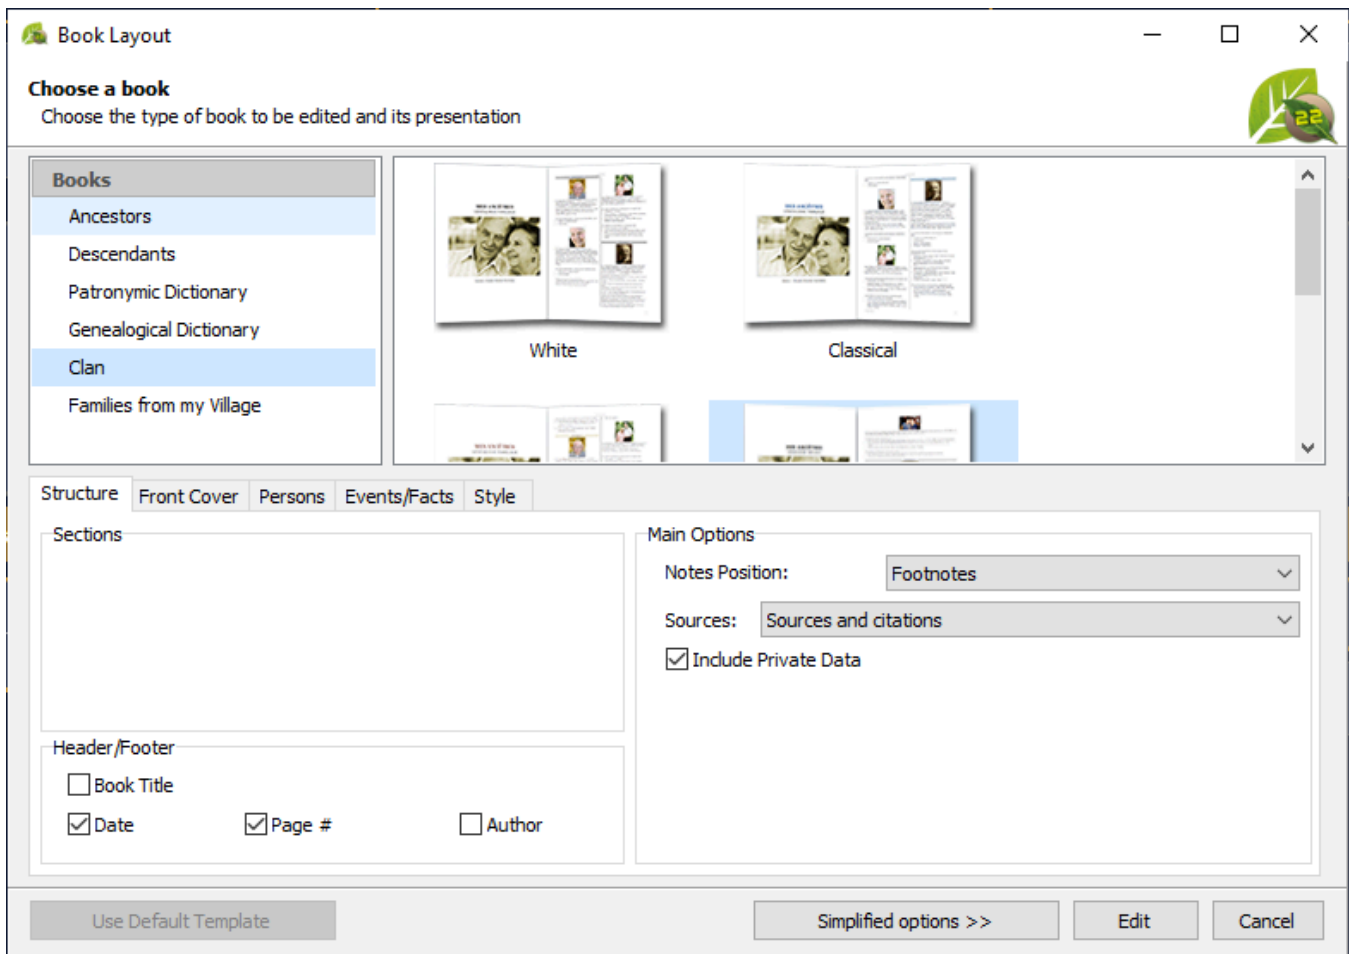 Book Layout
Choose a book
Choose the type of book to be edited and its presentation
22
Books
Ancestors
Descendants
Patronymic Dictionary
Genealogical Dictionary
Clan
Families from my Village
White
Classical
Structure
Front Cover
Persons
Events/Facts
Style
Sections
Main Options
Notes Position:
Footnotes
Sources:
Sources and citations
Include Private Data
Header/Footer
Book Title
Date
Page #
Author
Use Default Template
Simplified options >>
Edit
Cancel